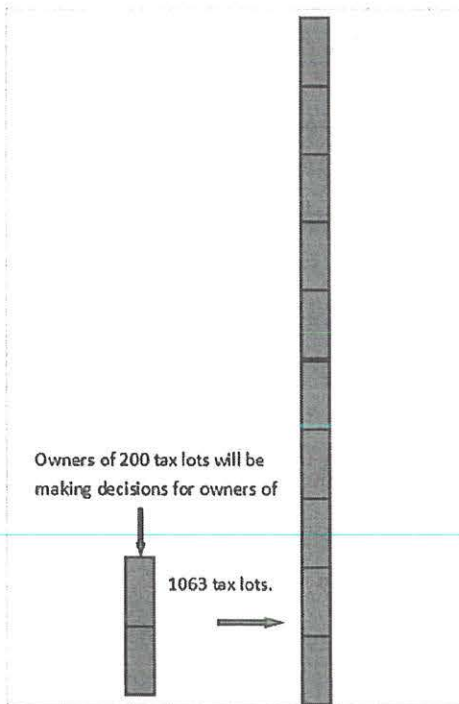 Owners of 200 tax lots will be
making decisions for owners of
1063 tax lots.